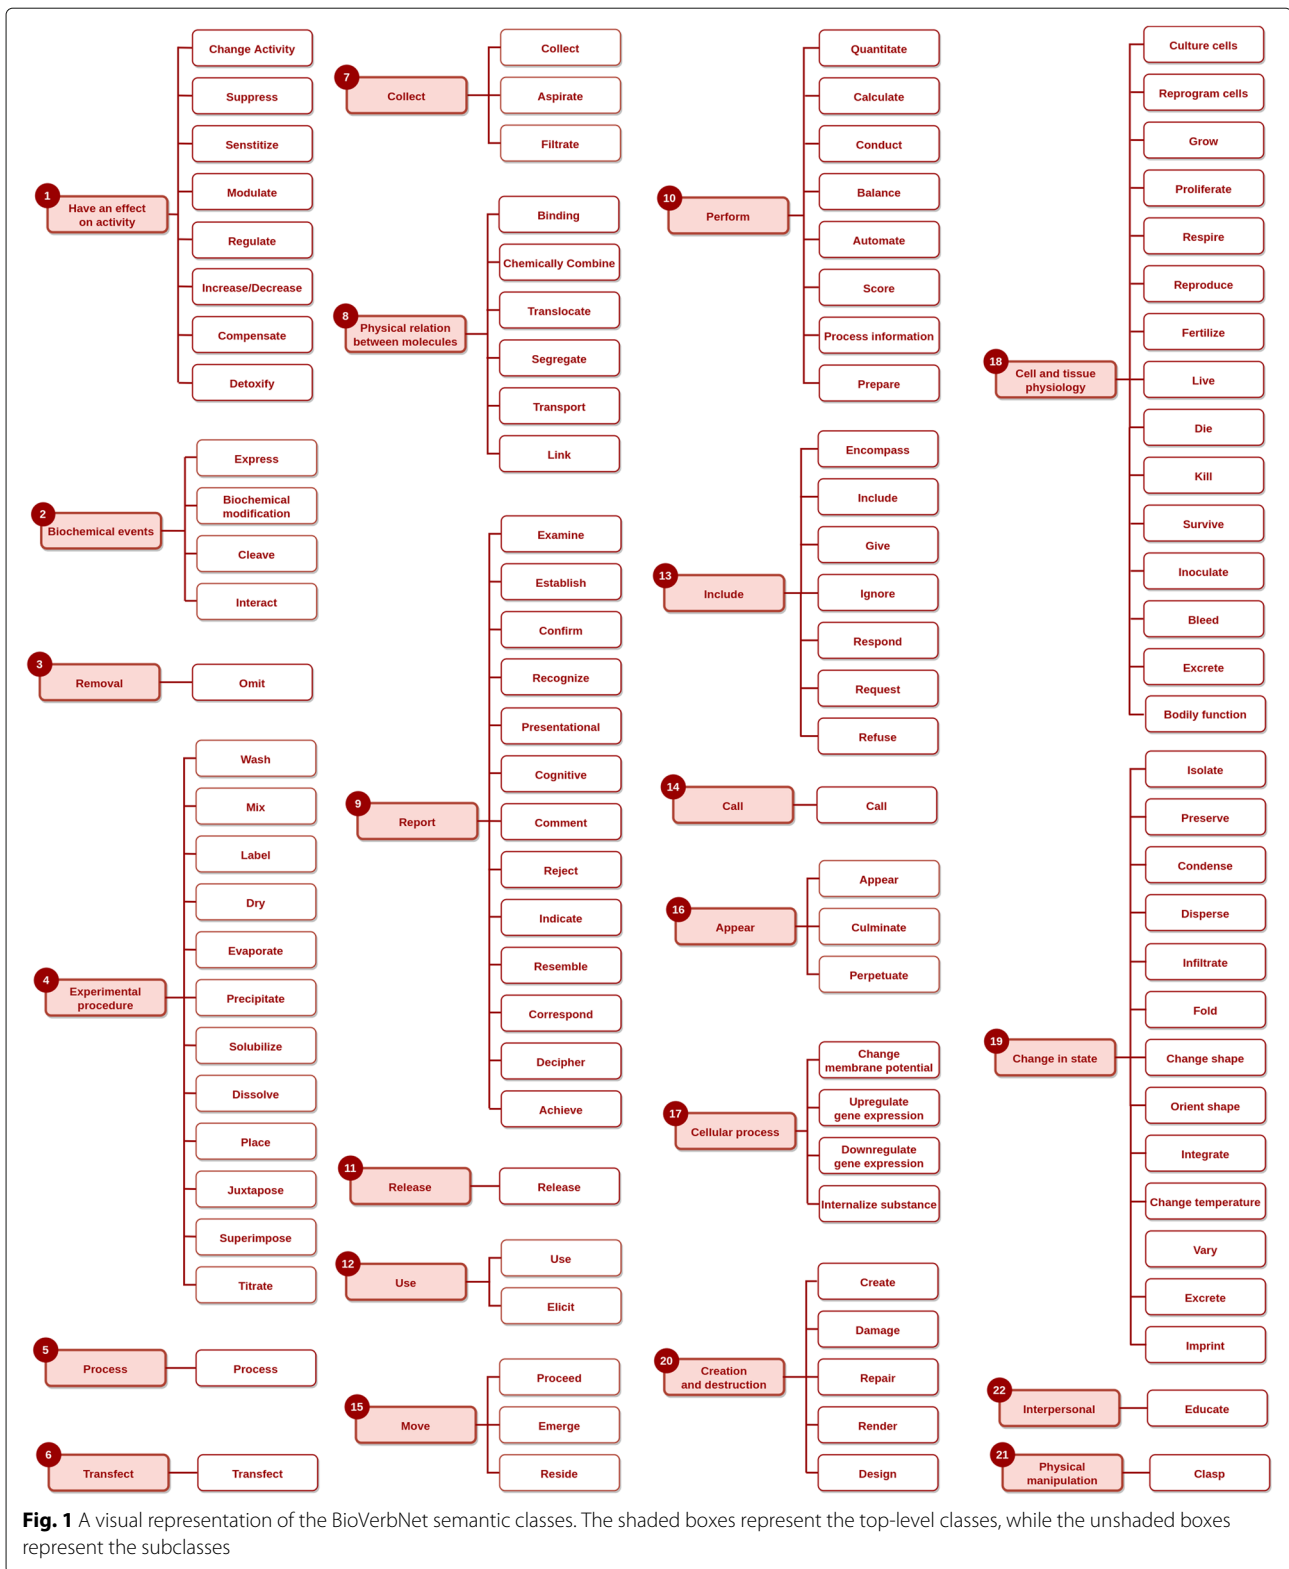 1
Have an effect
on activity
Change Activity
Suppress
Senstitize
Modulate
Regulate
Increase/Decrease
Compensate
Detoxify
2
Biochemical events
Express
Biochemical
modification
Cleave
Interact
3
Removal
Omit
4
Experimental
procedure
Wash
Mix
Label
Dry
Evaporate
Precipitate
Solubilize
Dissolve
Place
Juxtapose
Superimpose
Titrate
5
Process
Process
6
Transfect
Transfect
7
Collect
Collect
Aspirate
Filtrate
8
Physical relation
between molecules
Binding
Chemically Combine
Translocate
Segregate
Transport
Link
9
Report
Examine
Establish
Confirm
Recognize
Presentational
Cognitive
Comment
Reject
Indicate
Resemble
Correspond
Decipher
Achieve
11
Release
Release
12
Use
Use
Elicit
15
Move
Proceed
Emerge
Reside
10
Perform
Quantitate
Calculate
Conduct
Balance
Automate
Score
Process information
Prepare
13
Include
Encompass
Include
Give
Ignore
Respond
Request
Refuse
14
Call
Call
16
Appear
Appear
Culminate
Perpetuate
17
Cellular process
Change
membrane potential
Upregulate
gene expression
Downregulate
gene expression
Internalize substance
20
Creation
and destruction
Create
Damage
Repair
Render
Design
18
Cell and tissue
physiology
Culture cells
Reprogram cells
Grow
Proliferate
Respire
Reproduce
Fertilize
Live
Die
Kill
Survive
Inoculate
Bleed
Excrete
Bodily function
19
Change in state
Isolate
Preserve
Condense
Disperse
Infiltrate
Fold
Change shape
Orient shape
Integrate
Change temperature
Vary
Excrete
Imprint
22
Interpersonal
Educate
21
Physical
manipulation
Clasp
Fig. 1 A visual representation of the BioVerbNet semantic classes. The shaded boxes represent the top-level classes, while the unshaded boxes
represent the subclasses